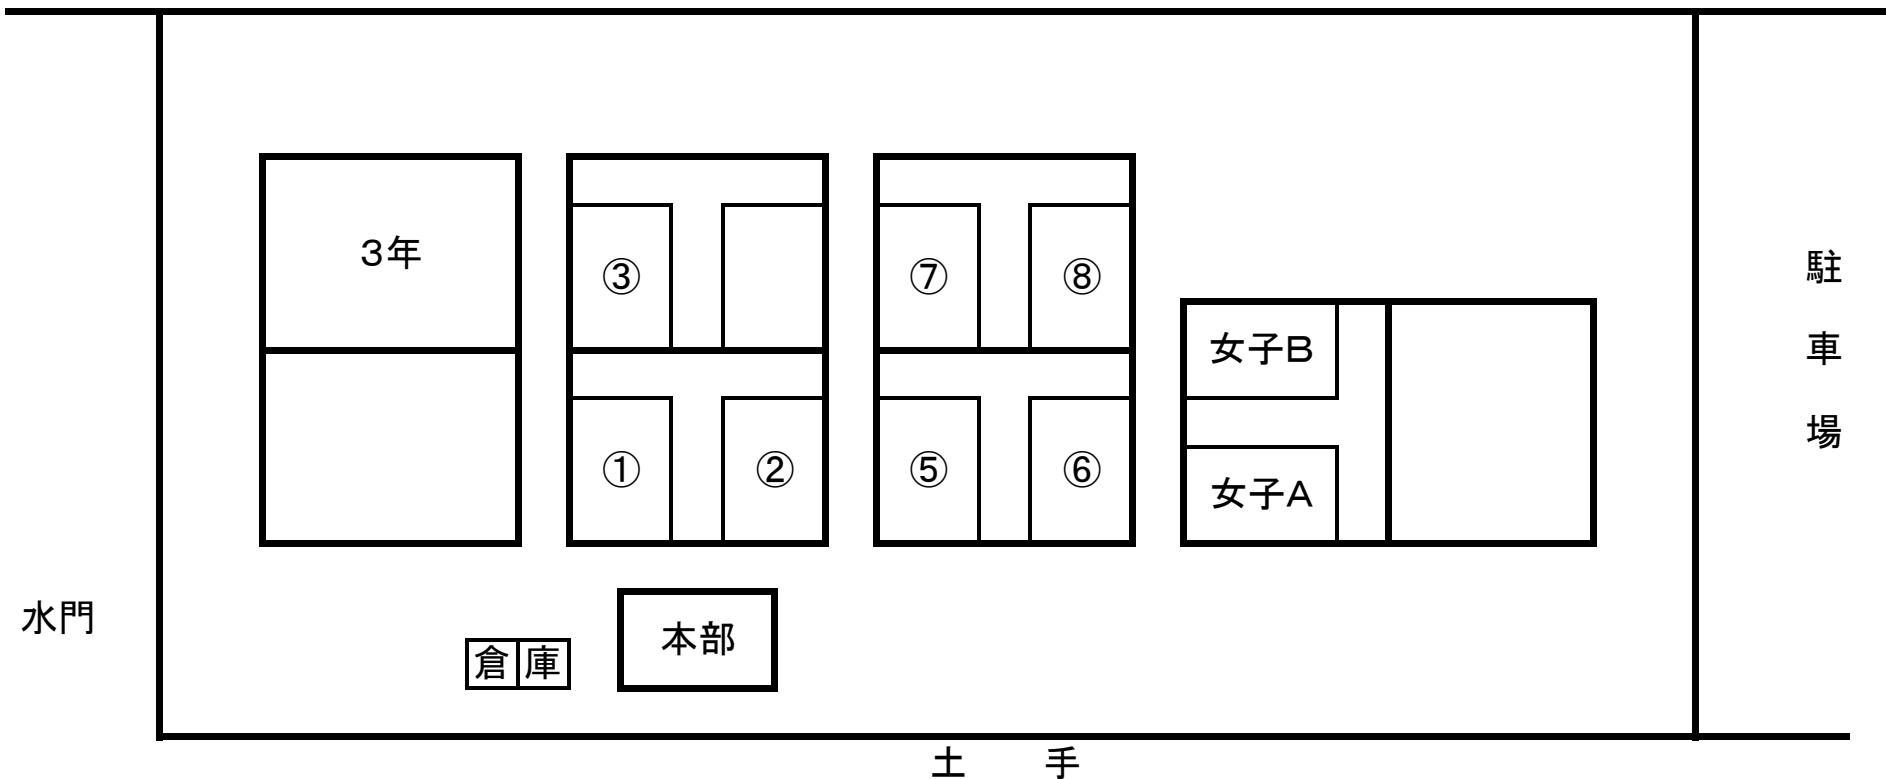 3年
③
⑦
⑧
駐車場
女子B
①
②
⑤
⑥
女子A
水門
本部
倉庫
土手